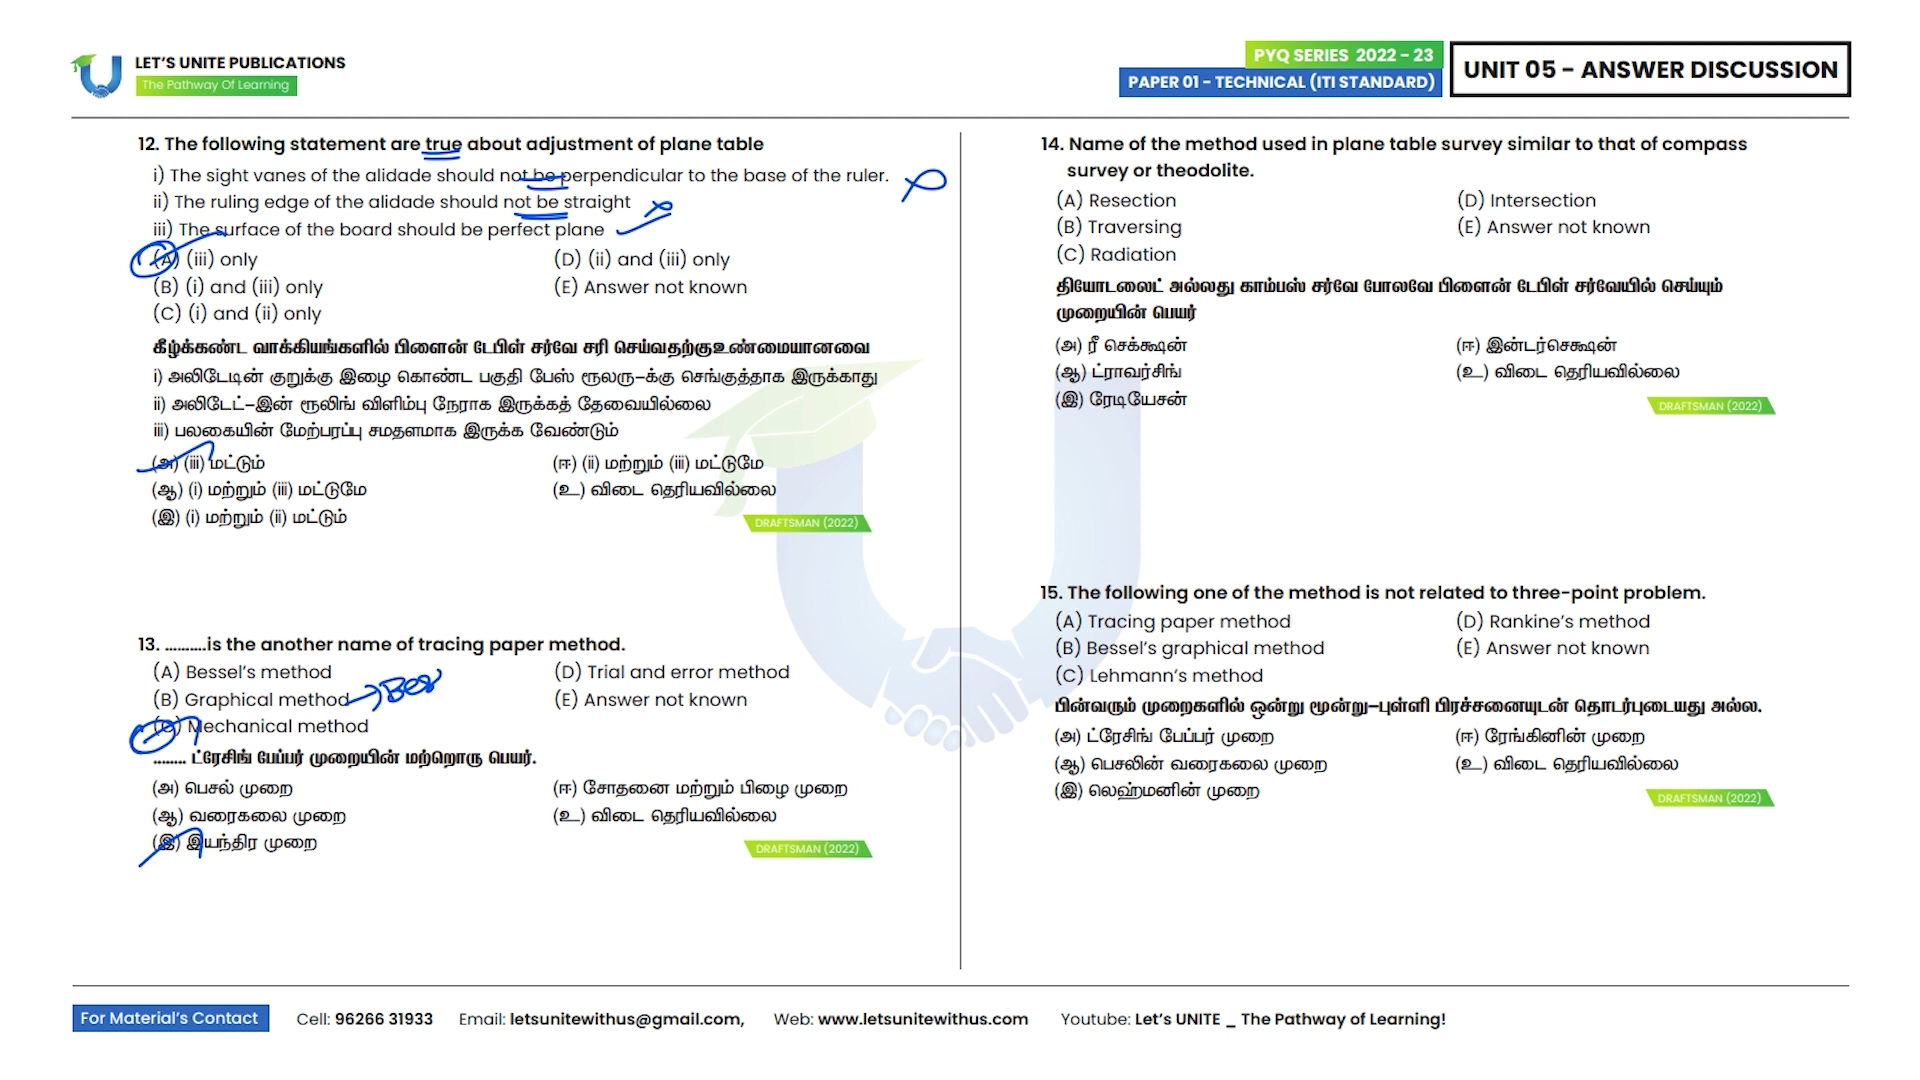 LET'S UNITE PUBLICATIONS
The Pathway Of Learning
PYQ SERIES 2022 - 23
PAPER 01 - TECHNICAL (ITI STANDARD)
UNIT 05 - ANSWER DISCUSSION
12. The following statement are true about adjustment of plane table
i) The sight vanes of the alidade should not be perpendicular to the base of the ruler.
ii) The ruling edge of the alidade should not be straight
iii) The surface of the board should be perfect plane
(A) (iii) only
(D) (ii) and (iii) only
(B) (i) and (iii) only
(E) Answer not known
(C) (i) and (ii) only
கீழ்க்கண்ட வாக்கியங்களில் பிளைன் டேபிள் சர்வே சரி செய்வதற்குஉண்மையானவை
i) அலிடேடின் குறுக்கு இழை கொண்ட பகுதி பேஸ் ரூலரு-க்கு செங்குத்தாக இருக்காது
ii) அலிடேட்-இன் ரூலிங் விளிம்பு நேராக இருக்கத் தேவையில்லை
iii) பலகையின் மேற்பரப்பு சமதளமாக இருக்க வேண்டும்
(அ) (iii) மட்டும்
(ஈ) (ii) மற்றும் (iii) மட்டுமே
(ஆ) (i) மற்றும் (iii) மட்டுமே
(உ) விடை தெரியவில்லை
(இ) (i) மற்றும் (ii) மட்டும்
DRAFTSMAN (2022)
13. ..........is the another name of tracing paper method.
(A) Bessel's method
(D) Trial and error method
(B) Graphical method → Bes
(E) Answer not known
(C) Mechanical method
........ ட்ரேசிங் பேப்பர் முறையின் மற்றொரு பெயர்.
(அ) பெசல் முறை
(ஈ) சோதனை மற்றும் பிழை முறை
(ஆ) வரைகலை முறை
(உ) விடை தெரியவில்லை
(இ) இயந்திர முறை
DRAFTSMAN (2022)
14. Name of the method used in plane table survey similar to that of compass
survey or theodolite.
(A) Resection
(D) Intersection
(B) Traversing
(E) Answer not known
(C) Radiation
தியோடலைட் அல்லது காம்பஸ் சர்வே போலவே பிளைன் டேபிள் சர்வேயில் செய்யும்
முறையின் பெயர்
(அ) ரீ செக்க்ஷன்
(ஈ) இன்டர்செக்ஷன்
(ஆ) ட்ராவர்சிங்
(உ) விடை தெரியவில்லை
(இ) ரேடியேசன்
DRAFTSMAN (2022)
15. The following one of the method is not related to three-point problem.
(A) Tracing paper method
(D) Rankine's method
(B) Bessel's graphical method
(E) Answer not known
(C) Lehmann's method
பின்வரும் முறைகளில் ஒன்று மூன்று-புள்ளி பிரச்சனையுடன் தொடர்புடையது அல்ல.
(அ) ட்ரேசிங் பேப்பர் முறை
(ஈ) ரேங்கினின் முறை
(ஆ) பெசலின் வரைகலை முறை
(உ) விடை தெரியவில்லை
(இ) லெஹ்மனின் முறை
DRAFTSMAN (2022)
For Material's Contact
Cell: 96266 31933
Email: letsunitewithus@gmail.com,
Web: www.letsunitewithus.com
Youtube: Let's UNITE _ The Pathway of Learning!